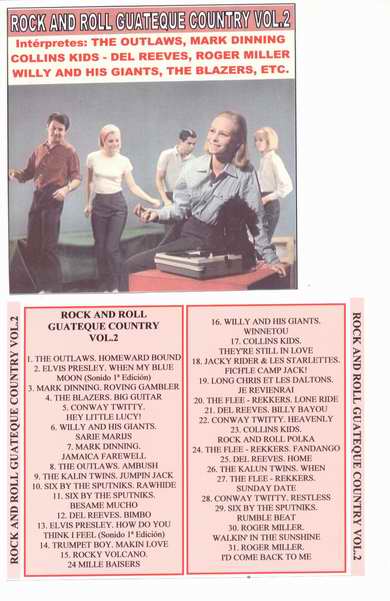 ROCK AND ROLL GUATEQUE COUNTRY VOL.2
Intérpretes: THE OUTLAWS, MARK DINNING
COLLINS KIDS - DEL REEVES, ROGER MILLER
WILLY AND HIS GIANTS, THE BLAZERS, ETC.
ROCK AND ROLL GUATEQUE COUNTRY VOL.2
ROCK AND ROLL
GUATEQUE COUNTRY
VOL.2
1. THE OUTLAWS. HOMEWARD BOUND
2. ELVIS PRESLEY. WHEN MY BLUE
MOON (Sonido 1ª Edición)
3. MARK DINNING. ROVING GAMBLER
4. THE BLAZERS. BIG GUITAR
5. CONWAY TWITTY.
HEY LITTLE LUCY!
6. WILLY AND HIS GIANTS.
SARIE MARIJS
7. MARK DINNING.
JAMAICA FAREWELL
8. THE OUTLAWS. AMBUSH
9. THE KALIN TWINS. JUMPIN JACK
10. SIX BY THE SPUTNIKS. RAWHIDE
11. SIX BY THE SPUTNIKS.
BESAME MUCHO
12. DEL REEVES. BIMBO
13. ELVIS PRESLEY. HOW DO YOU
THINK I FEEL (Sonido 1ª Edición)
14. TRUMPET BOY. MAKIN LOVE
15. ROCKY VOLCANO.
24 MILLE BAISERS
16. WILLY AND HIS GIANTS.
WINNETOU
17. COLLINS KIDS.
THEY'RE STILL IN LOVE
18. JACKY RIDER & LES STARLETTES.
FICH'LE CAMP JACK!
19. LONG CHRIS ET LES DALTONS.
JE REVIENRAI
20. THE FLEE - REKKERS. LONE RIDE
21. DEL REEVES. BILLY BAYOU
22. CONWAY TWITTY. HEAVENLY
23. COLLINS KIDS.
ROCK AND ROLL POLKA
24. THE FLEE - REKKERS. FANDANGO
25. DEL REEVES. HOME
26. THE KALUN TWINS. WHEN
27. THE FLEE - REKKERS.
SUNDAY DATE
28. CONWAY TWITTY. RESTLESS
29. SIX BY THE SPUTNIKS.
RUMBLE BEAT
30. ROGER MILLER.
WALKIN' IN THE SUNSHINE
31. ROGER MILLER.
I'D COME BACK TO ME
ROCK AND ROLL GUATEQUE COUNTRY VOL.2